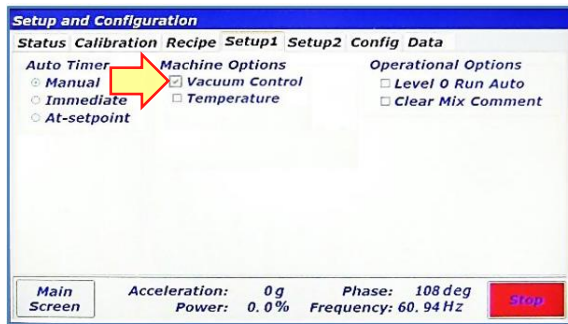 Setup and Configuration
Status Calibration Recipe Setup1 Setup2 Config Data
Auto Timer Machine Options Operational Options
Manual Vacuum Control Level 0 Run Auto
Immediate Temperature Clear Mix Comment
At-setpoint
Main Screen
Acceleration: 0 g Phase: 108 deg
Power: 0.0% Frequency: 60.94 Hz
Stop